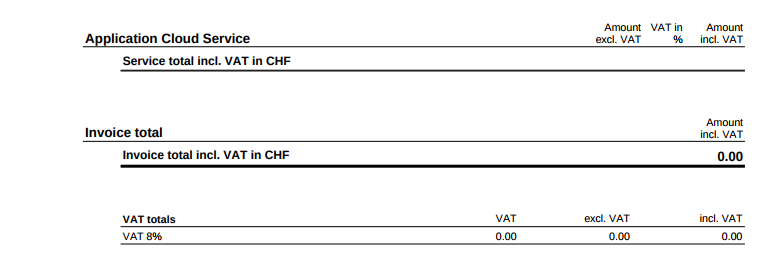 Amount VAT in Amount
Application Cloud Service excl. VAT % incl. VAT
Service total incl. VAT in CHF
Amount
Invoice total incl. VAT
Invoice total incl. VAT in CHF 0.00
VAT totals VAT excl. VAT incl. VAT
VAT 8% 0.00 0.00 0.00